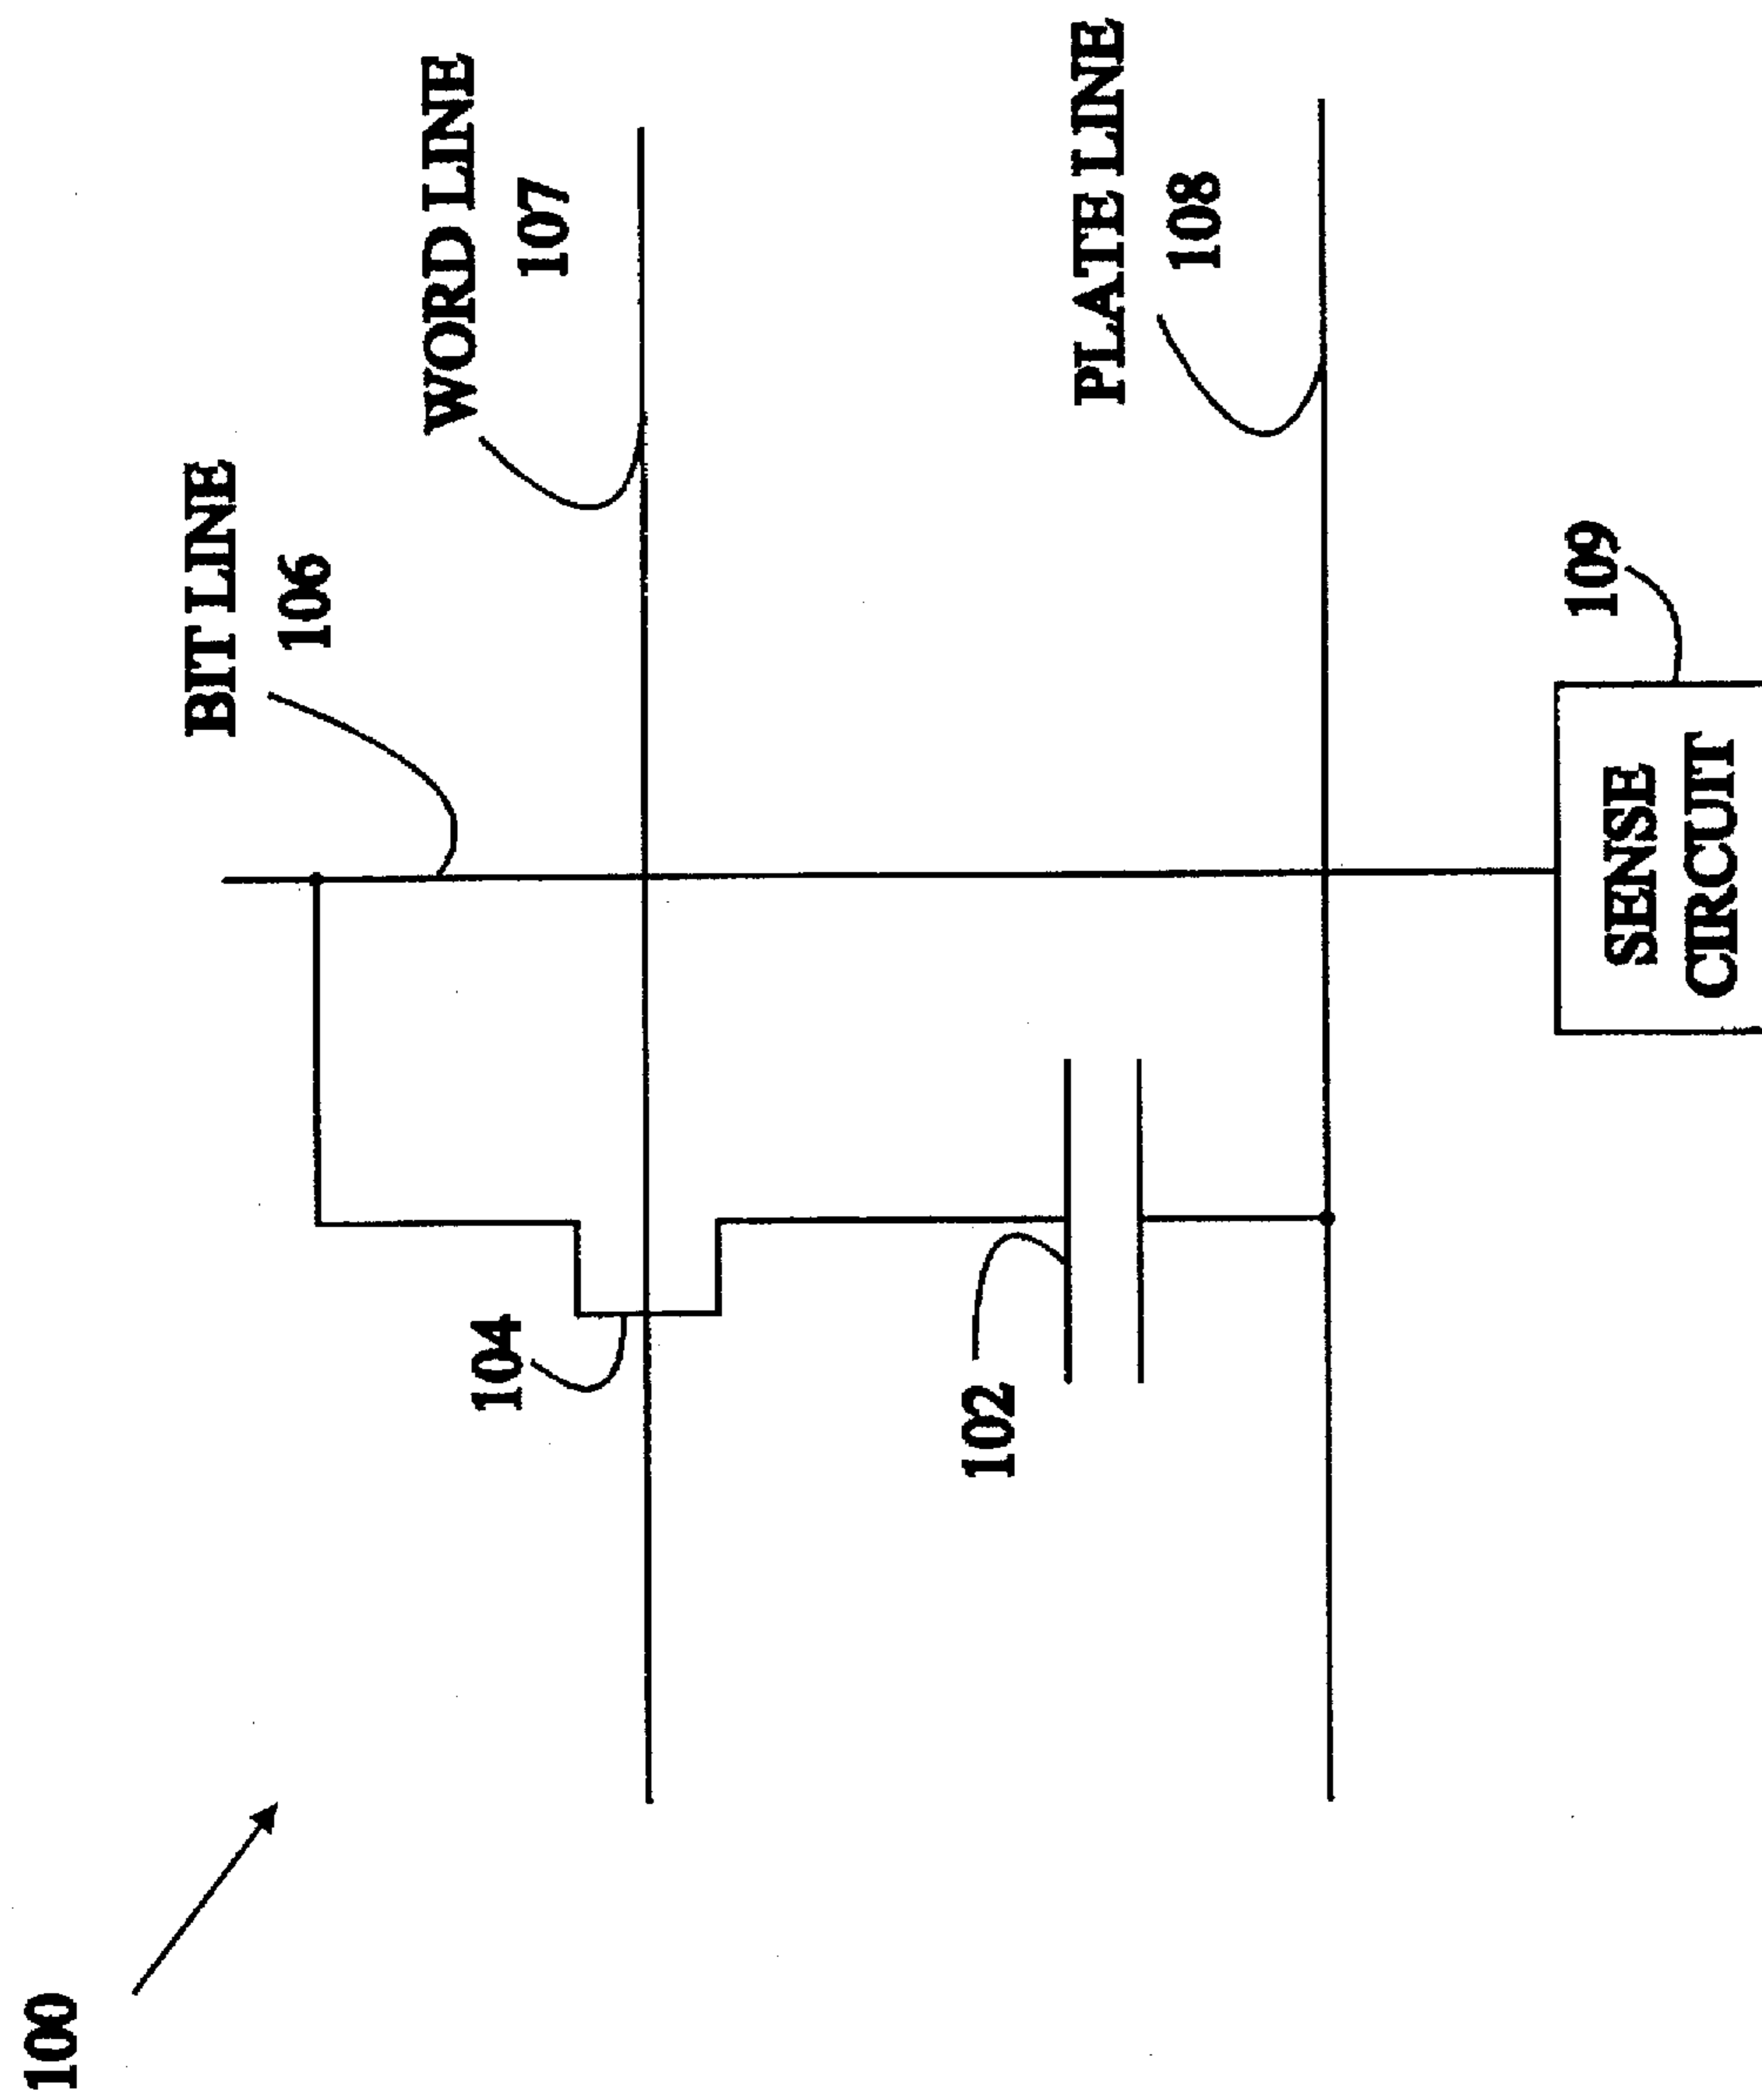 100
BIT LINE
106
WORD LINE
107
104
102
PLATE LINE
108
109
SENSE
CIRCUIT